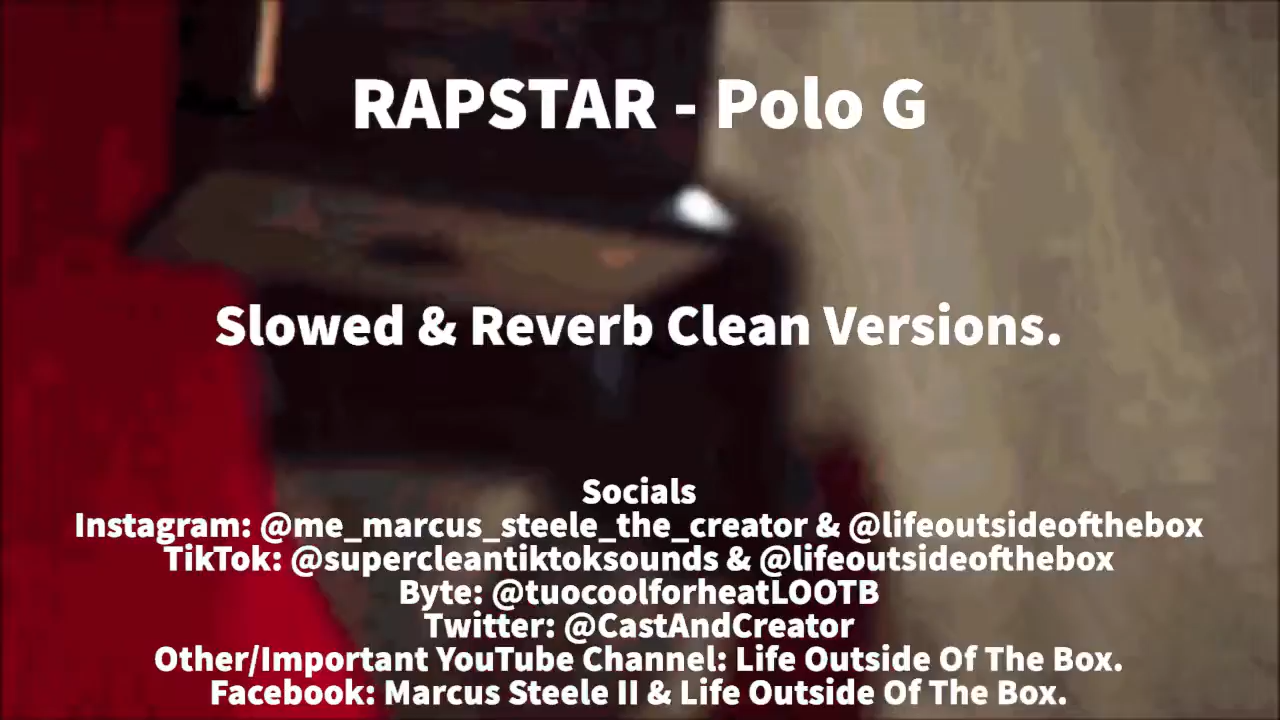 RAPSTAR - Polo G
Slowed & Reverb Clean Versions.
Socials
Instagram: @me_marcus_steele_the_creator & @lifeoutsideofthebox
TikTok: @supercleantiktoksounds & @lifeoutsideofthebox
Byte: @tuocoolforheatLOOTB
Twitter: @CastAndCreator
Other/Important YouTube Channel: Life Outside Of The Box.
Facebook: Marcus Steele II & Life Outside Of The Box.